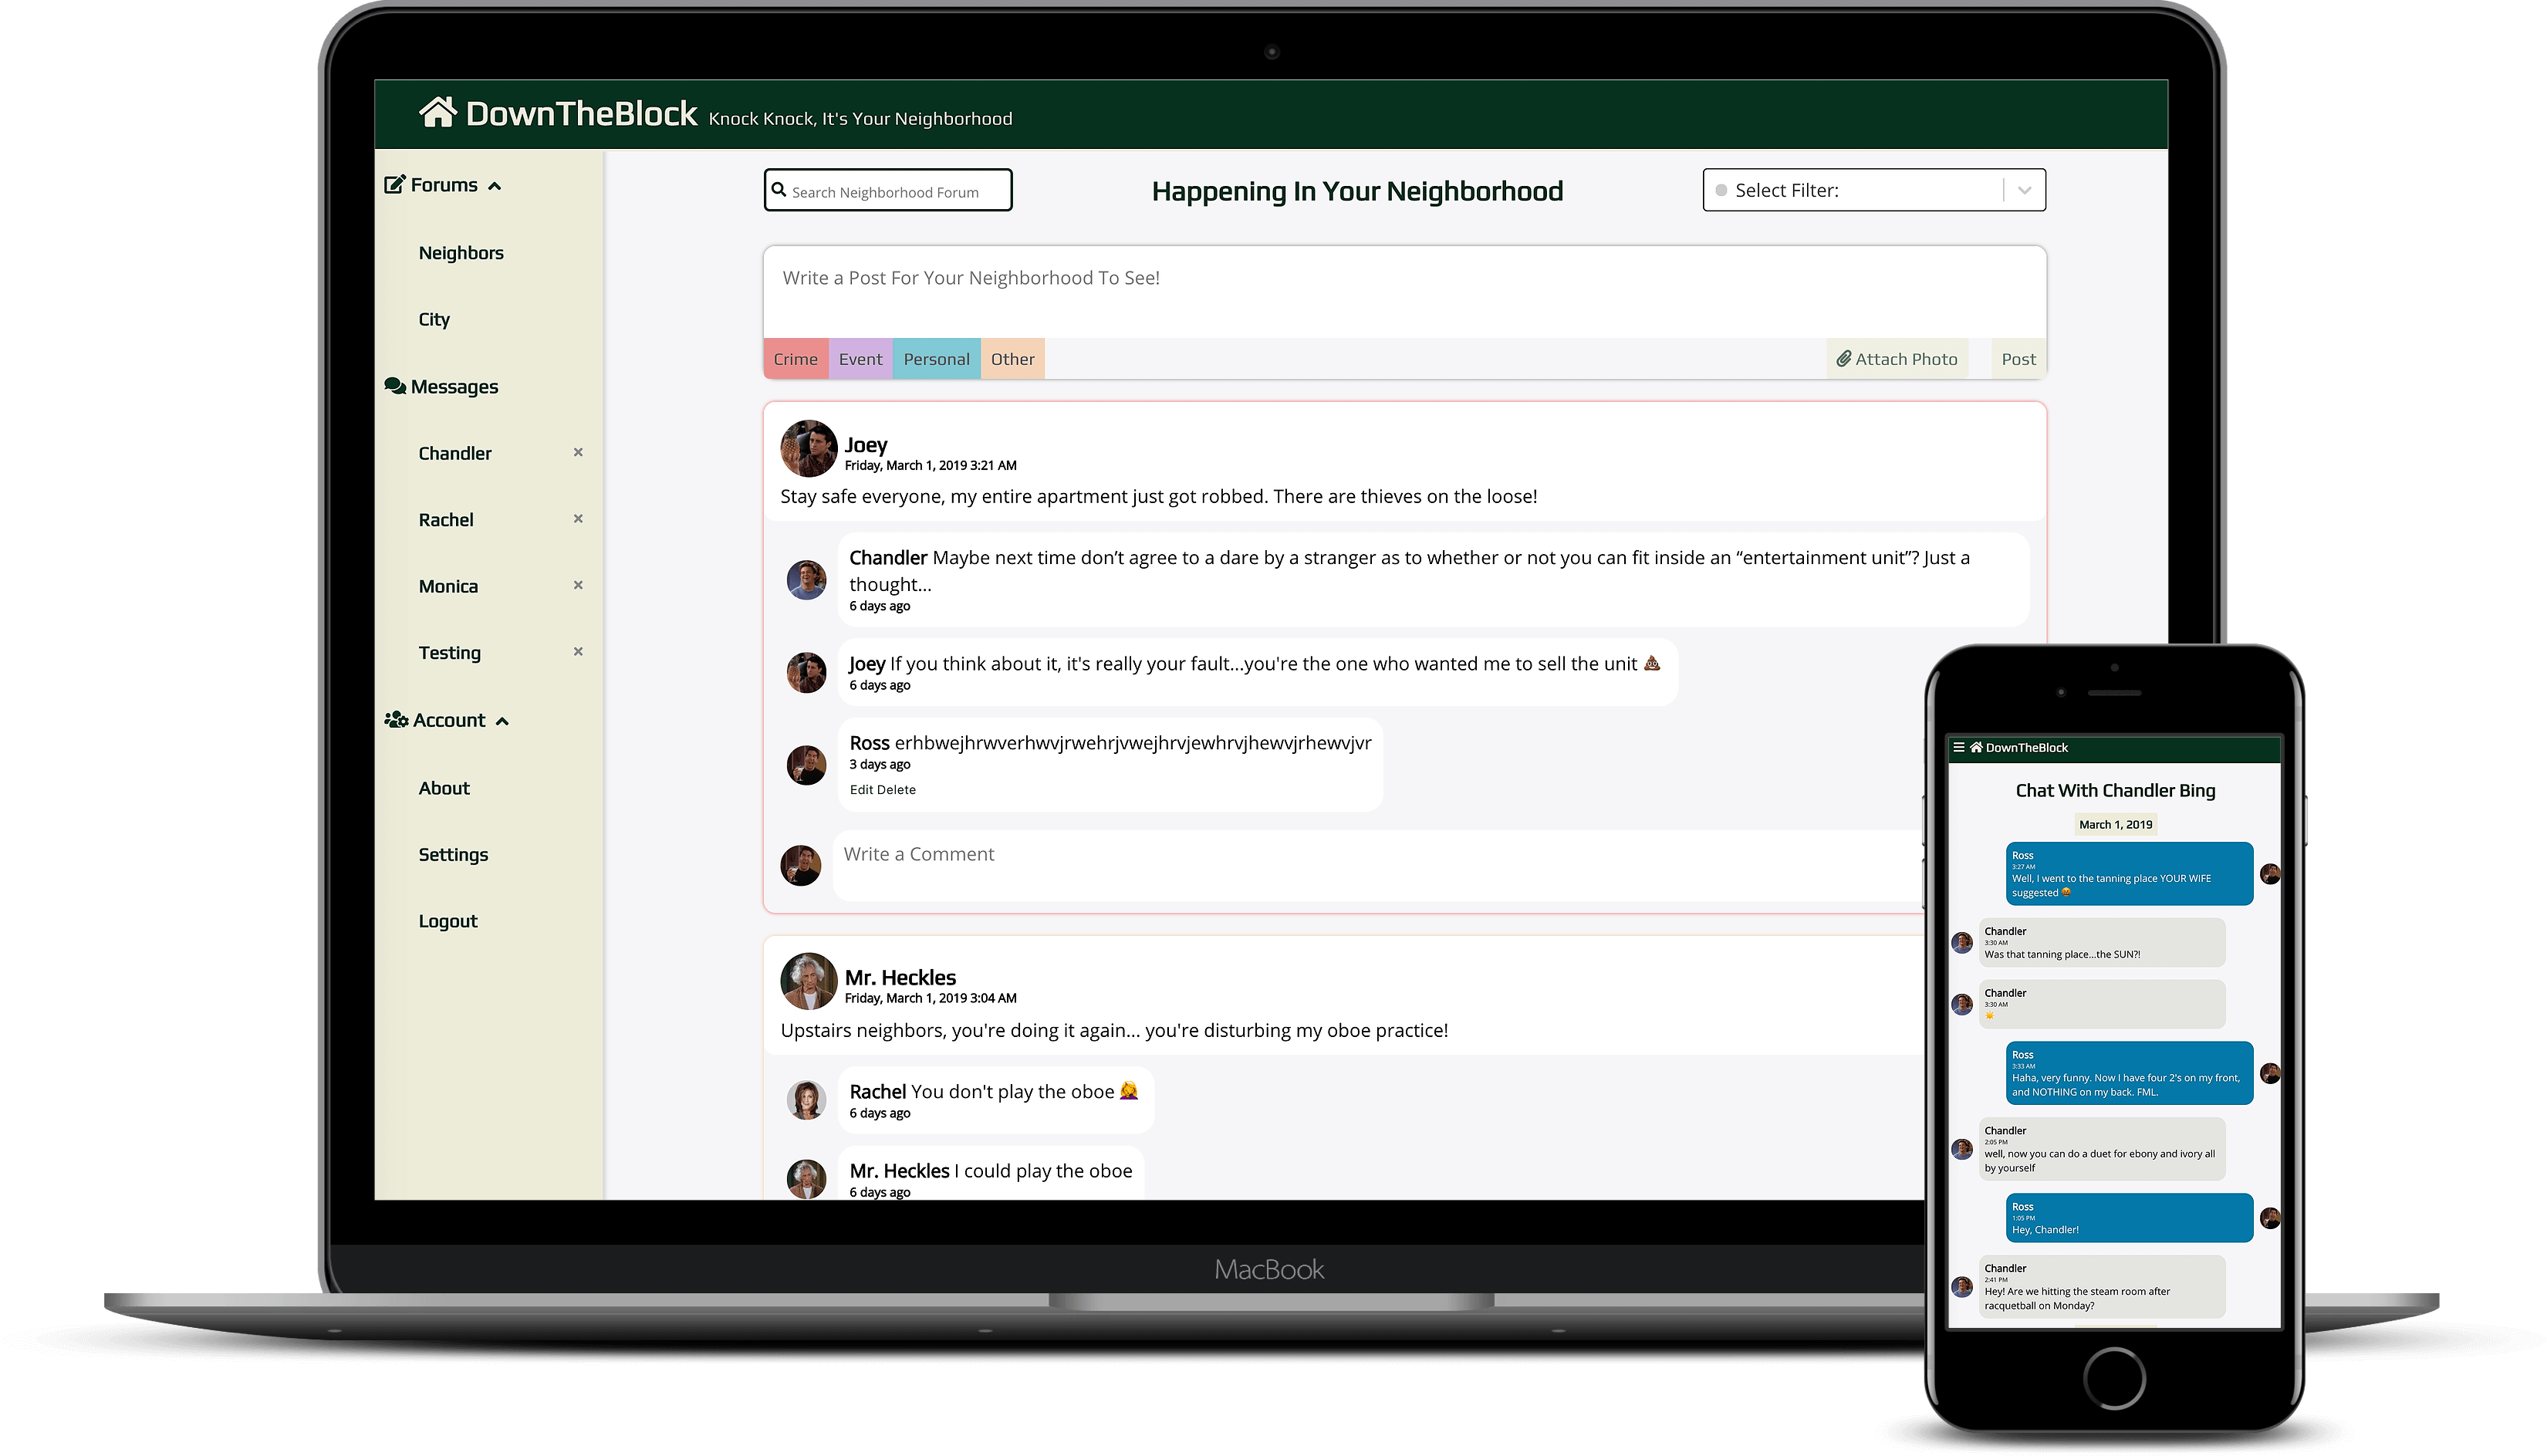 DownTheBlock Knock Knock, It's Your Neighborhood
Forums
Neighbors
City
Messages
Chandler
Rachel
Monica
Testing
Account
About
Settings
Logout
Search Neighborhood Forum
Happening In Your Neighborhood
Select Filter:
Write a Post For Your Neighborhood To See!
Crime Event Personal Other
Attach Photo Post
Joey
Friday, March 1, 2019 3:21 AM
Stay safe everyone, my entire apartment just got robbed. There are thieves on the loose!
Chandler Maybe next time don’t agree to a dare by a stranger as to whether or not you can fit inside an “entertainment unit”? Just a
thought...
6 days ago
Joey If you think about it, it's really your fault...you're the one who wanted me to sell the unit 💩
6 days ago
Ross erhbwejhrwverhwvjrwehrjvwejhrvjewhrvjhewvjrhewvjvr
3 days ago
Edit Delete
Write a Comment
Mr. Heckles
Friday, March 1, 2019 3:04 AM
Upstairs neighbors, you're doing it again... you're disturbing my oboe practice!
Rachel You don't play the oboe 🤦‍♀️
6 days ago
Mr. Heckles I could play the oboe
6 days ago
MacBook
DownTheBlock
Chat With Chandler Bing
March 1, 2019
Ross
3:27 AM
Well, I went to the tanning place YOUR WIFE
suggested 😡
Chandler
3:30 AM
Was that tanning place...the SUN?!
Chandler
3:30 AM
☀️
Ross
3:33 AM
Haha, very funny. Now I have four 2's on my front,
and NOTHING on my back. FML.
Chandler
2:05 PM
well, now you can do a duet for ebony and ivory all
by yourself
Ross
1:05 PM
Hey, Chandler!
Chandler
2:41 PM
Hey! Are we hitting the steam room after
racquetball on Monday?